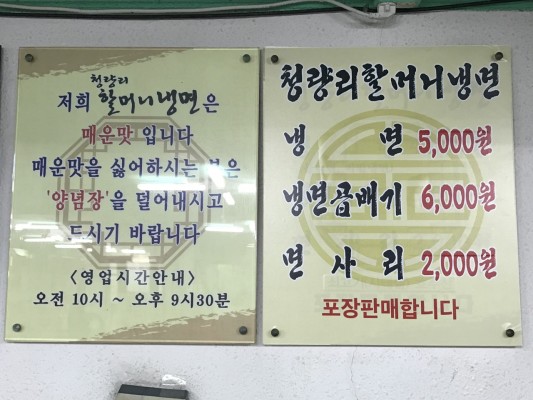 청량리
저희 할머니냉면은
매운맛 입니다
매운맛을 싫어하시는 분은
'양념장'을 덜어내시고
드시기 바랍니다
〈영업시간안내〉
오전 10시 ~ 오후 9시30분
청량리할머니냉면
냉 면 5,000원
냉면곱배기 6,000원
면 사 리 2,000원
포장판매합니다